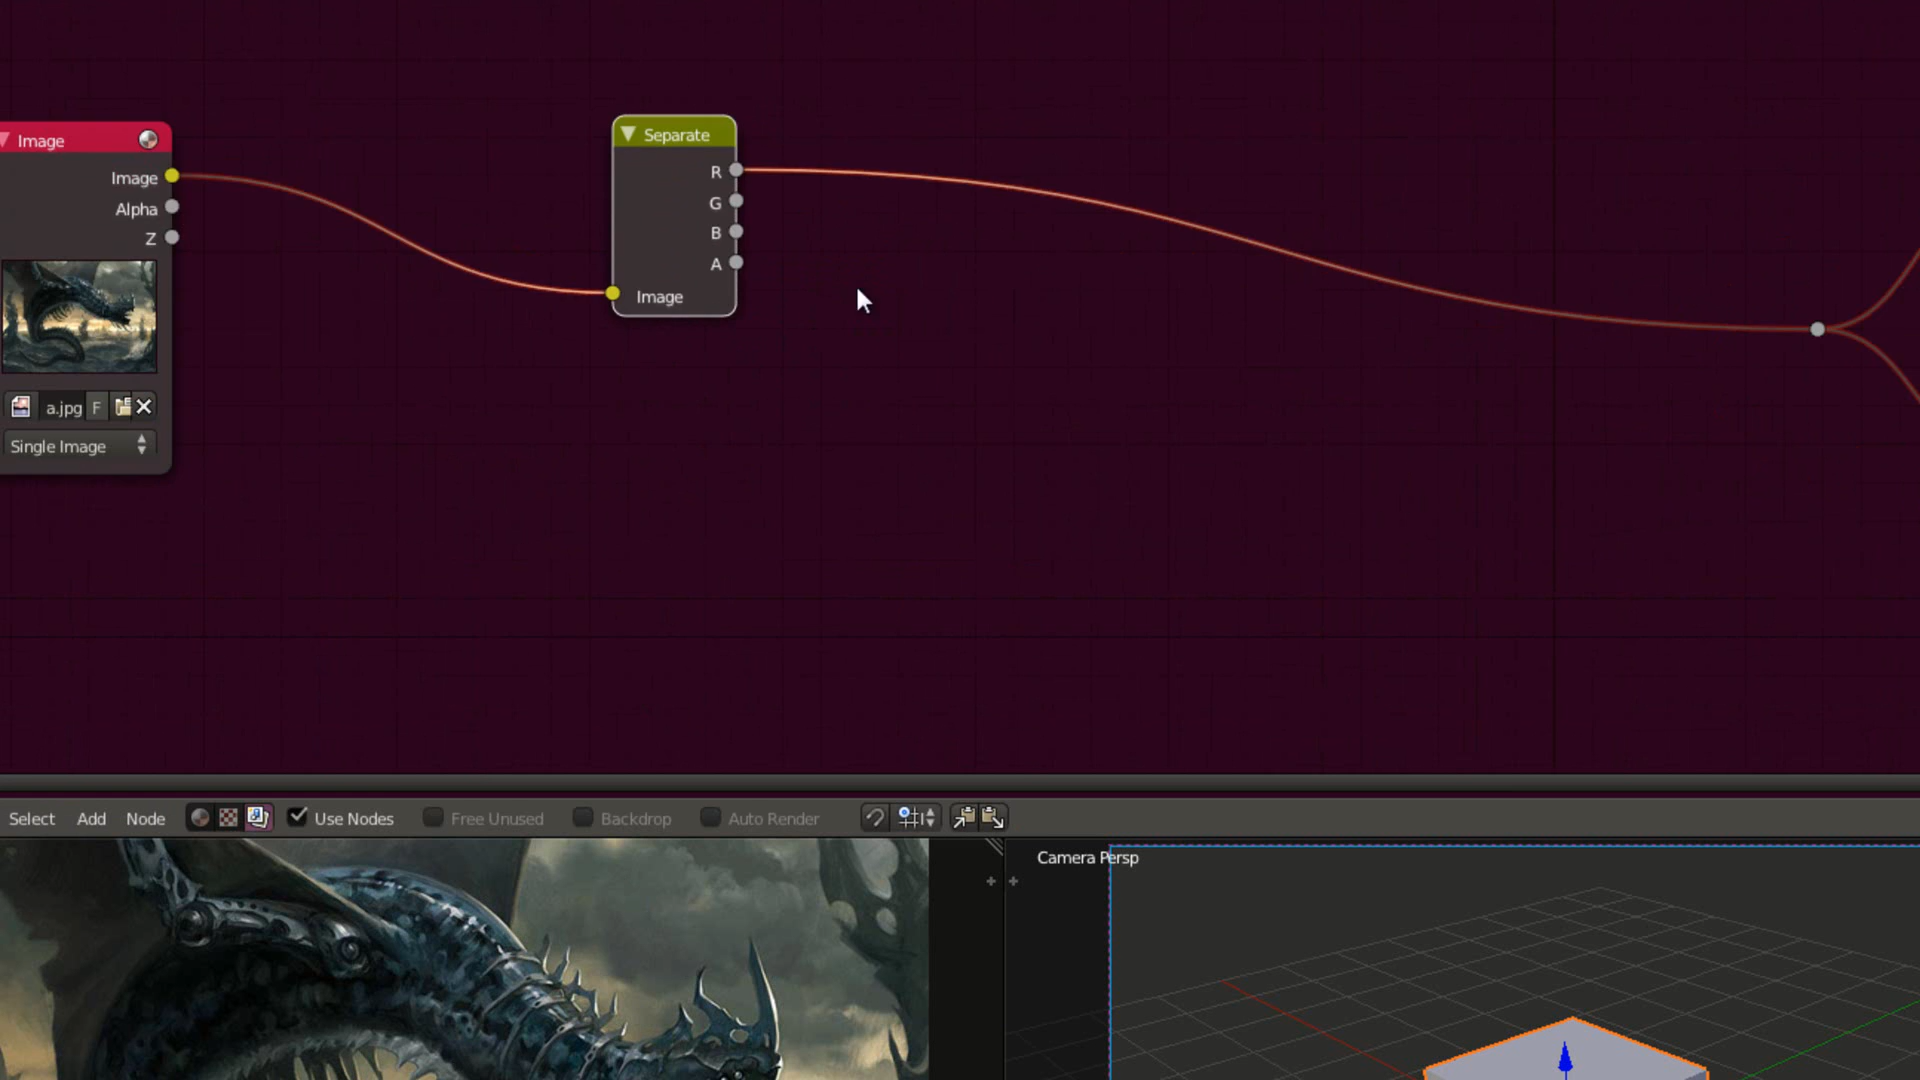 Image
Image
Alpha
Z
a.jpg F
Single Image
Separate
R
G
B
A
Image
Select Add Node Use Nodes Free Unused Backdrop Auto Render
Camera Persp